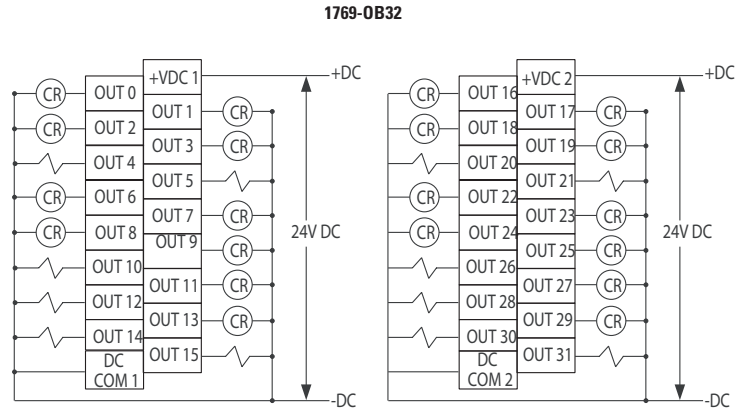 1769-OB32
+VDC 1
+DC
CR
OUT 0
OUT 1
CR
CR
OUT 2
OUT 3
CR
OUT 4
OUT 5
CR
OUT 6
OUT 7
CR
CR
OUT 8
OUT 9
CR
24V DC
OUT 10
OUT 11
CR
OUT 12
OUT 13
CR
OUT 14
OUT 15
DC
COM 1
-DC
+VDC 2
+DC
CR
OUT 16
OUT 17
CR
CR
OUT 18
OUT 19
CR
OUT 20
OUT 21
CR
OUT 22
OUT 23
CR
CR
OUT 24
OUT 25
CR
24V DC
OUT 26
OUT 27
CR
OUT 28
OUT 29
CR
OUT 30
OUT 31
DC
COM 2
-DC